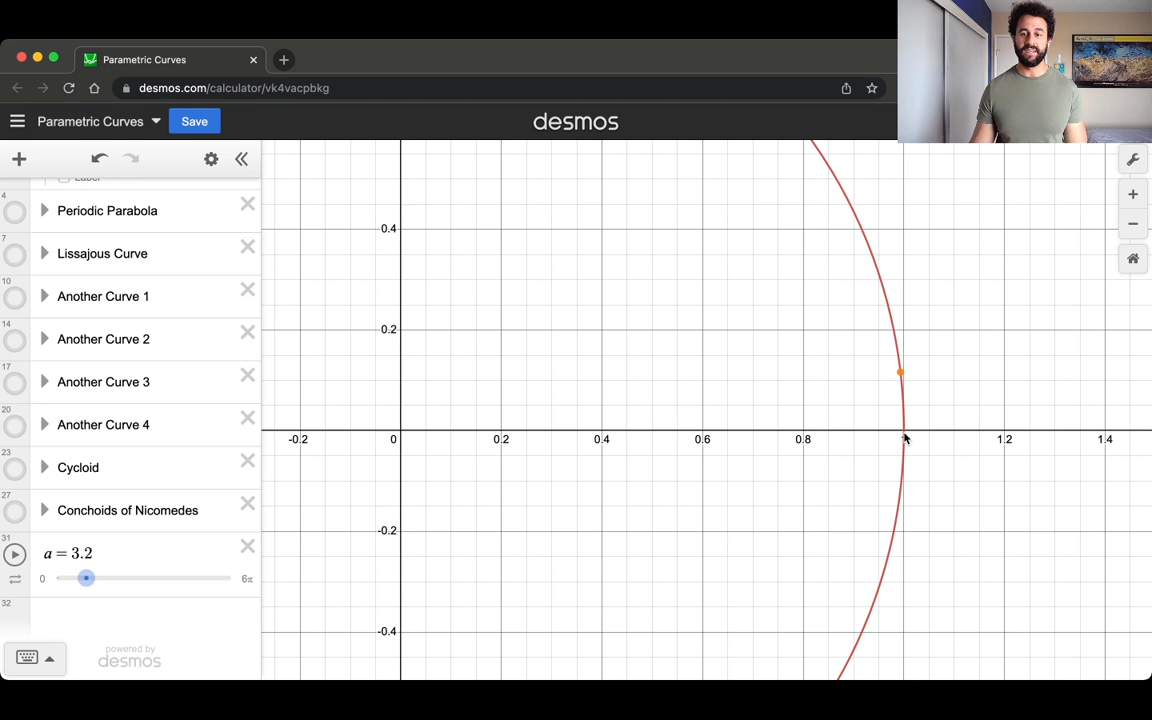 Parametric Curves
desmos.com/calculator/vk4vacpbkg
Parametric Curves
Save
desmos
Label
4
Periodic Parabola
7
Lissajous Curve
10
Another Curve 1
14
Another Curve 2
17
Another Curve 3
20
Another Curve 4
23
Cycloid
27
Conchoids of Nicomedes
31
a = 3.2
0
6π
32
powered by
desmos
0.4
0.2
-0.2
0
0.2
0.4
0.6
0.8
1.2
1.4
-0.2
-0.4